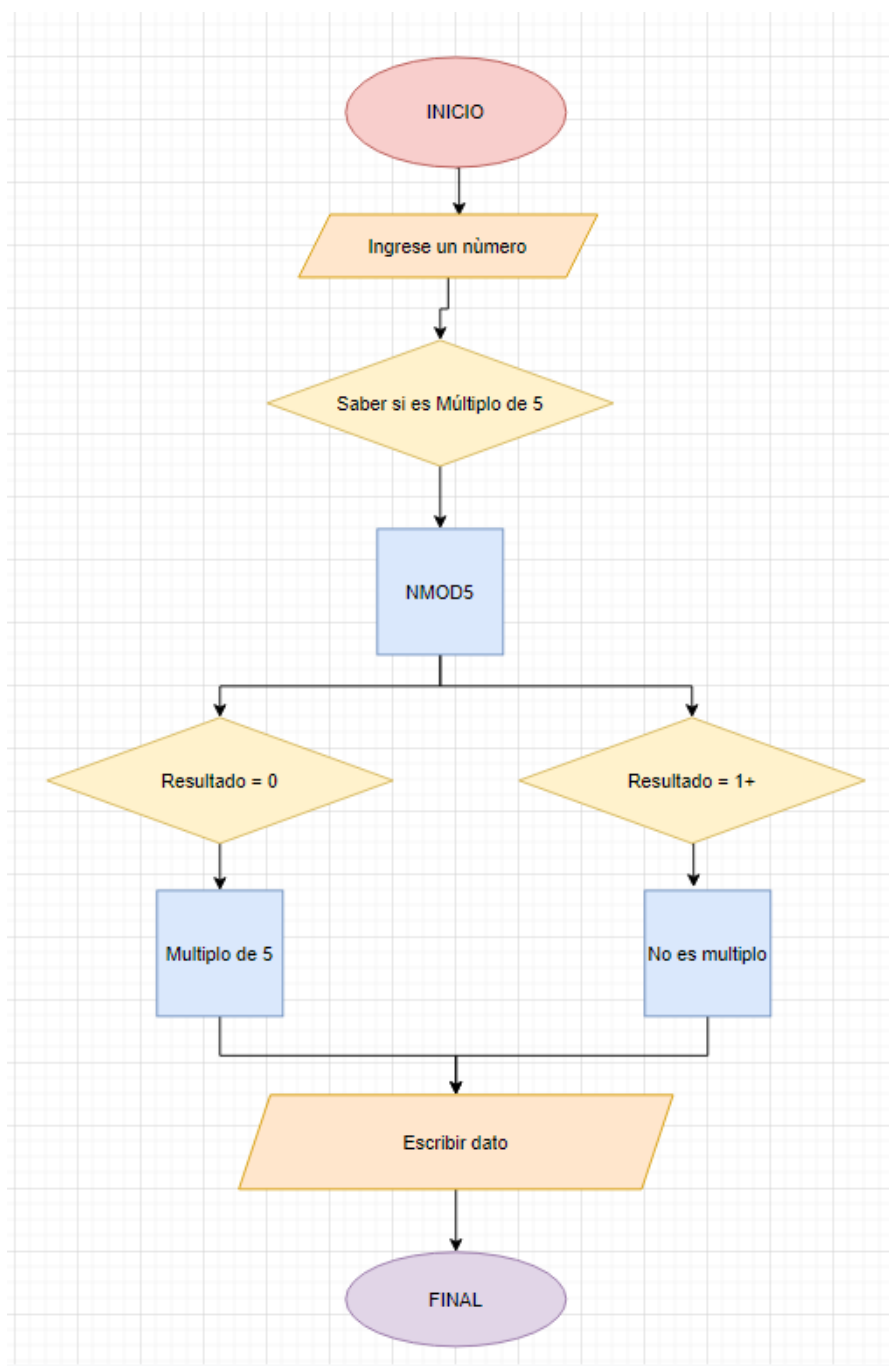 INICIO
Ingrese un nùmero
Saber si es Múltiplo de 5
NMOD5
Resultado = 0
Resultado = 1+
Multiplo de 5
No es multiplo
Escribir dato
FINAL